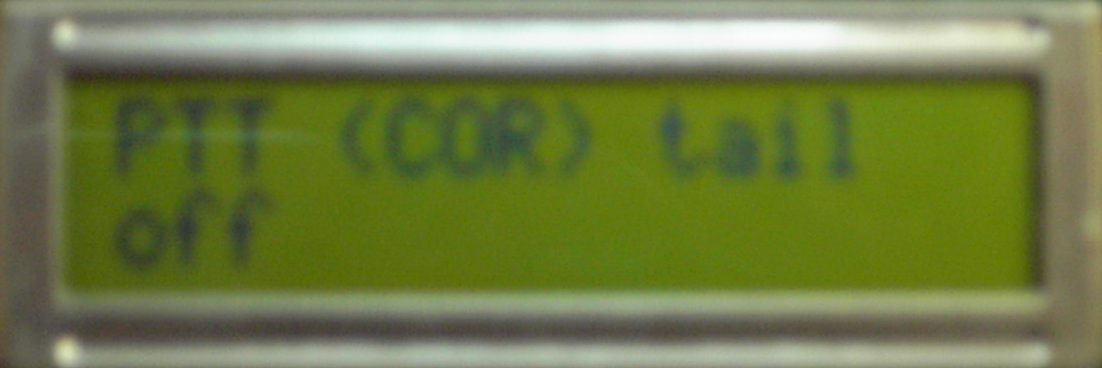 PTT (COR) tail
off